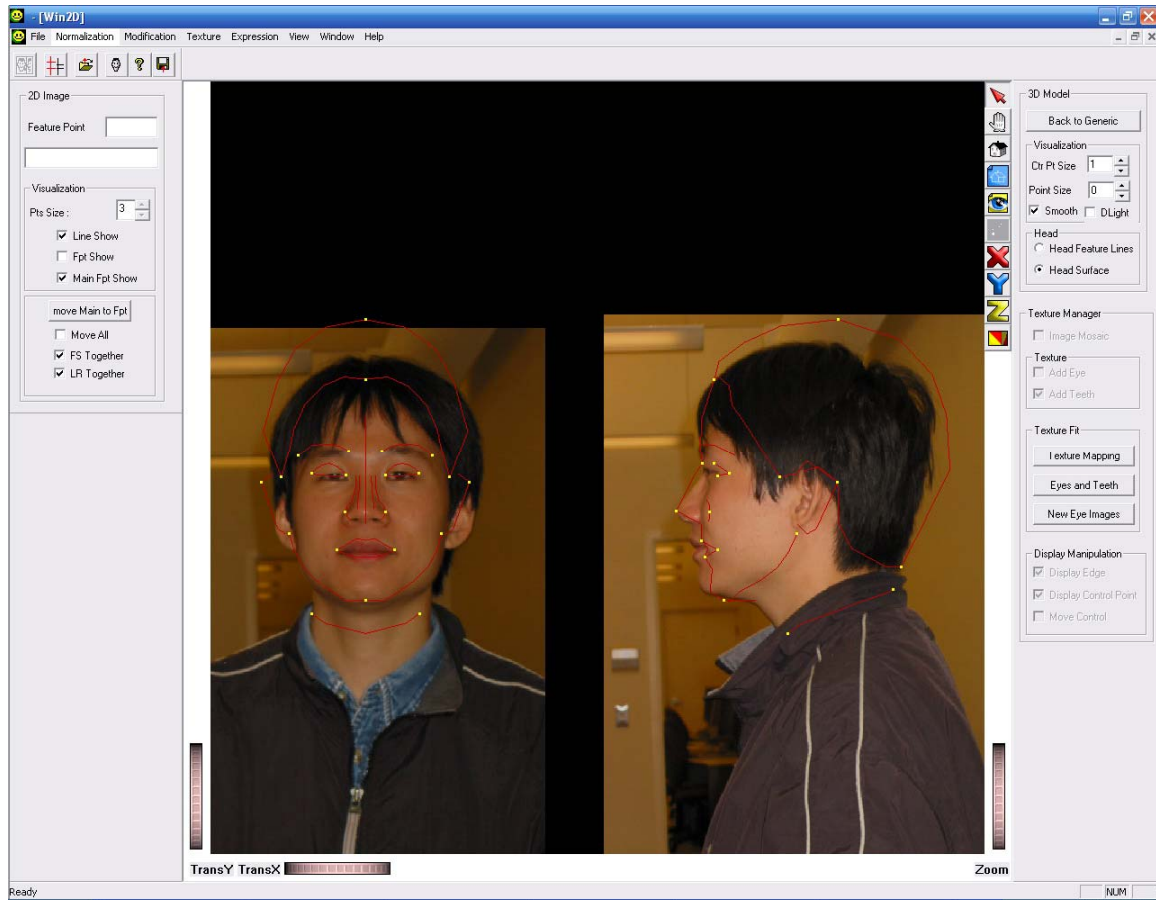 - [Win2D]
File Normalization Modification Texture Expression View Window Help
2D Image
Feature Point
Visualization
Pts Size : 3
Line Show
Fpt Show
Main Fpt Show
move Main to Fpt
Move All
FS Together
LR Together
TransY TransX
Zoom
3D Model
Back to Generic
Visualization
Ctr Pt Size 1
Point Size 0
Smooth DLight
Head
Head Feature Lines
Head Surface
Texture Manager
Image Mosaic
Texture
Add Eye
Add Teeth
Texture Fit
Texture Mapping
Eyes and Teeth
New Eye Images
Display Manipulation
Display Edge
Display Control Point
Move Control
Ready
NUM